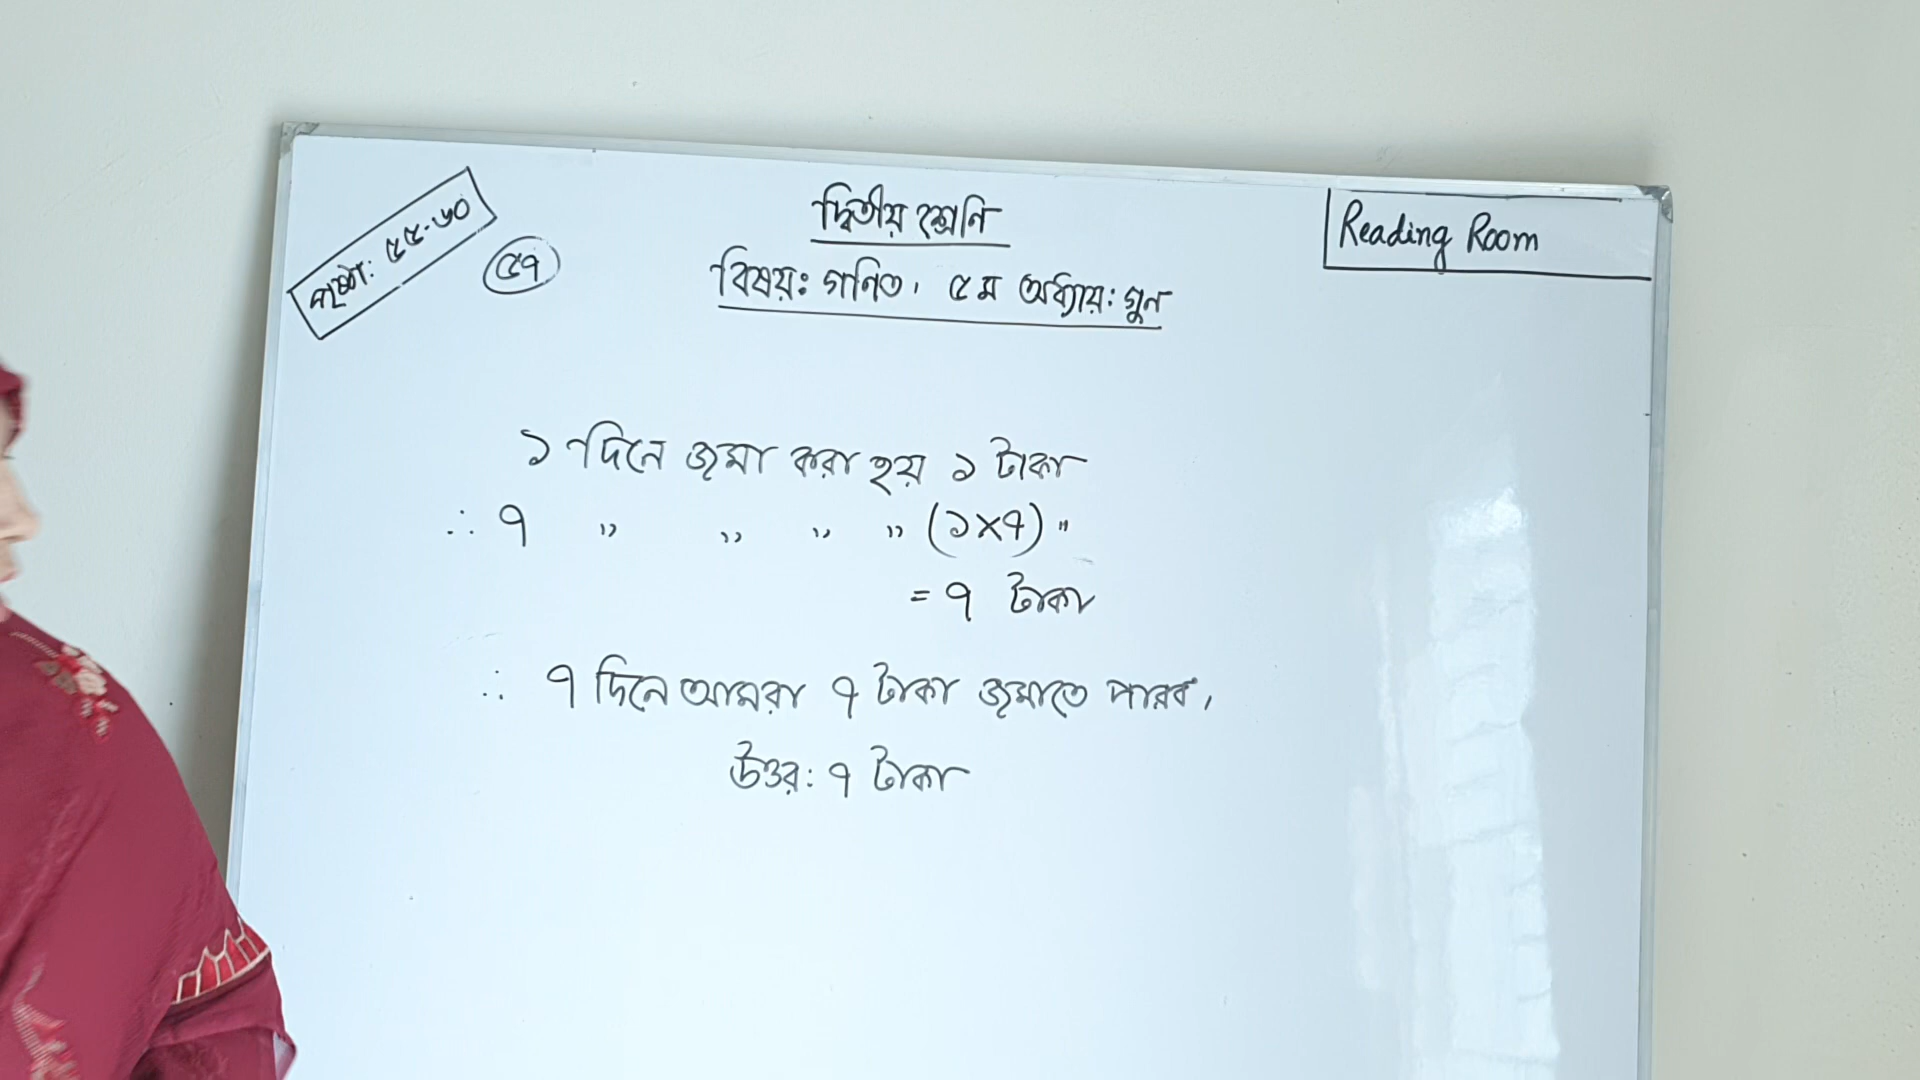 পৃষ্ঠা: ৫৫-৬০
৫৭
দ্বিতীয় শ্রেনি
বিষয়ঃ গনিত, ৫ম অধ্যায়ঃ গুন
Reading Room
১ দিনে জমা করা হয় ১ টাকা
∴ ৭ " " " " (১×৭) "
= ৭ টাকা
∴ ৭ দিনে আমরা ৭ টাকা জমাতে পারব,
উত্তর: ৭ টাকা